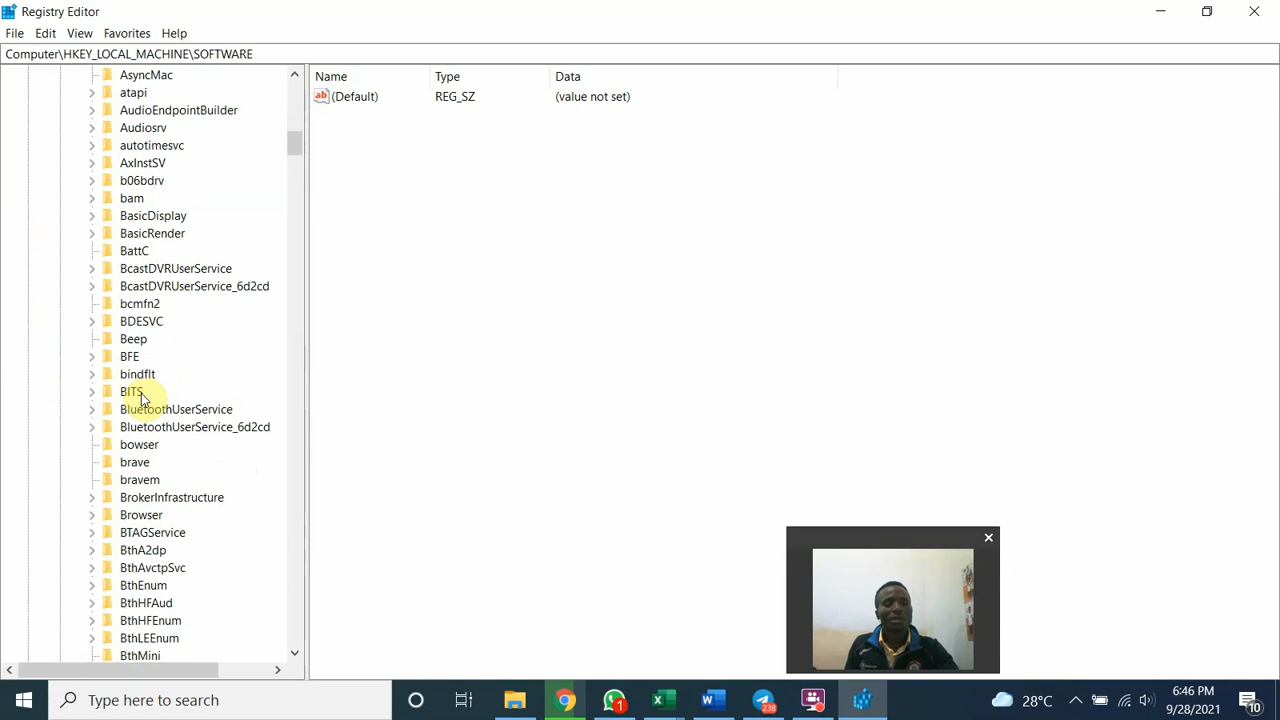 Registry Editor
File Edit View Favorites Help
Computer\HKEY_LOCAL_MACHINE\SOFTWARE
Name Type Data
(Default) REG_SZ (value not set)
AsyncMac
atapi
AudioEndpointBuilder
Audiosrv
autotimesvc
AxInstSV
b06bdrv
bam
BasicDisplay
BasicRender
BattC
BcastDVRUserService
BcastDVRUserService_6d2cd
bcmfn2
BDESVC
Beep
BFE
bindflt
BITS
BluetoothUserService
BluetoothUserService_6d2cd
bowser
brave
bravem
BrokerInfrastructure
Browser
BTAGService
BthA2dp
BthAvctpSvc
BthEnum
BthHFAud
BthHFEnum
BthLEEnum
BthMini
Type here to search
1
238
28°C
6:46 PM
9/28/2021
10